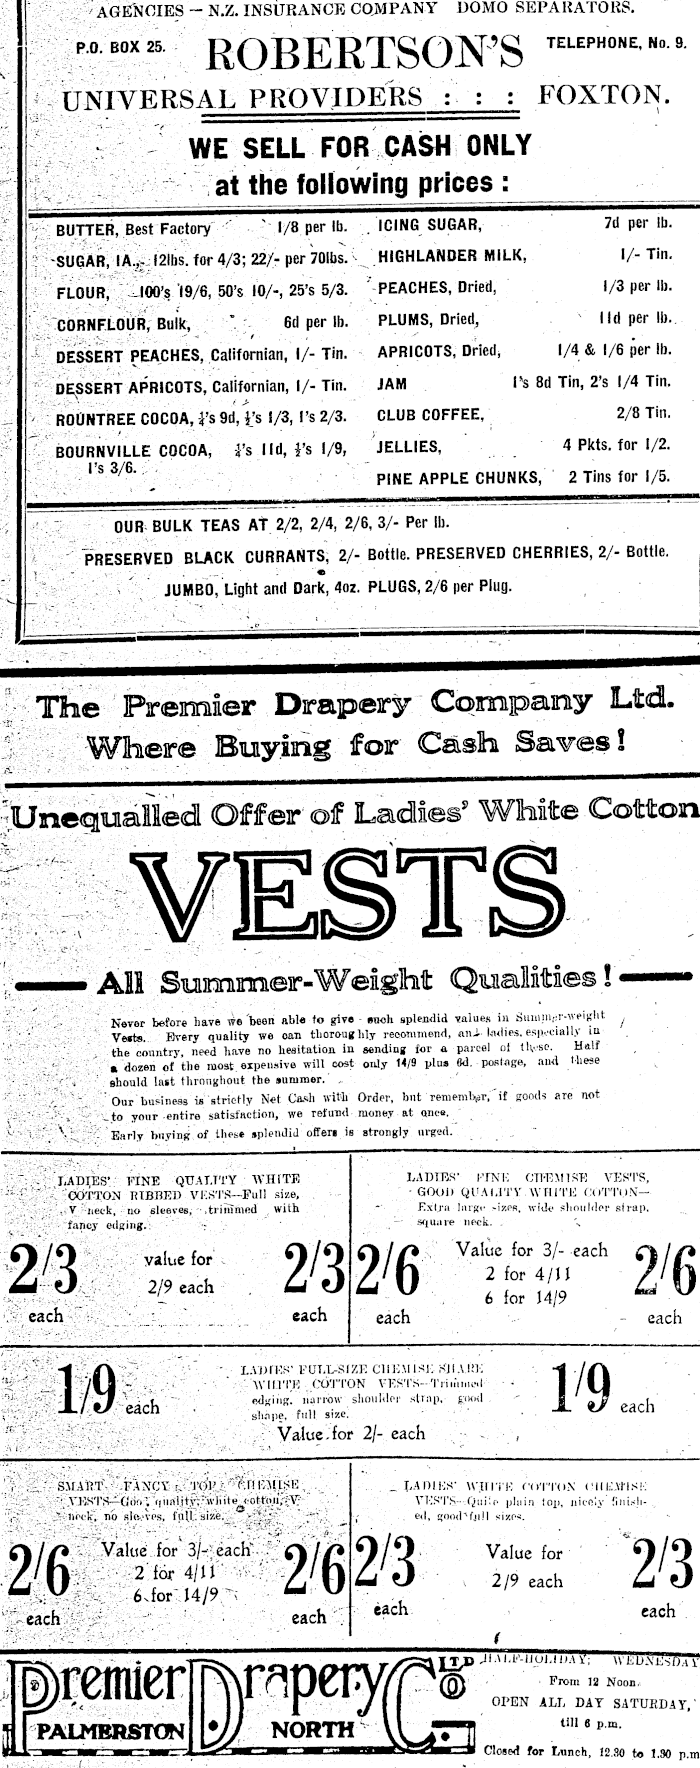 AGENCIES — N.Z. INSURANCE COMPANY DOMO SEPARATORS.
P.O. BOX 25. ROBERTSON'S TELEPHONE, No. 9.
UNIVERSAL PROVIDERS : : : FOXTON.
WE SELL FOR CASH ONLY
at the following prices :
BUTTER, Best Factory 1/8 per lb.
SUGAR, 1A., 12lbs. for 4/3; 22/- per 70lbs.
FLOUR, 100's 19/6, 50's 10/-, 25's 5/3.
CORNFLOUR, Bulk, 6d per lb.
DESSERT PEACHES, Californian, 1/- Tin.
DESSERT APRICOTS, Californian, 1/- Tin.
ROUNTREE COCOA, ¼'s 9d, ½'s 1/3, 1's 2/3.
BOURNVILLE COCOA, ¼'s 11d, ½'s 1/9,
1's 3/6.
ICING SUGAR, 7d per lb.
HIGHLANDER MILK, 1/- Tin.
PEACHES, Dried, 1/3 per lb.
PLUMS, Dried, 11d per lb.
APRICOTS, Dried, 1/4 & 1/6 per lb.
JAM 1's 8d Tin, 2's 1/4 Tin.
CLUB COFFEE, 2/8 Tin.
JELLIES, 4 Pkts. for 1/2.
PINE APPLE CHUNKS, 2 Tins for 1/5.
OUR BULK TEAS AT 2/2, 2/4, 2/6, 3/- Per lb.
PRESERVED BLACK CURRANTS, 2/- Bottle. PRESERVED CHERRIES, 2/- Bottle.
JUMBO, Light and Dark, 4oz. PLUGS, 2/6 per Plug.
The Premier Drapery Company Ltd.
Where Buying for Cash Saves!
Unequalled Offer of Ladies' White Cotton
VESTS
All Summer-Weight Qualities!
Never before have we been able to give such splendid values in Summer-weight
Vests. Every quality we can thoroughly recommend, and ladies, especially in
the country, need have no hesitation in sending for a parcel of these. Half
a dozen of the most expensive will cost only 14/9 plus 6d. postage, and these
should last throughout the summer.
Our business is strictly Net Cash with Order, but remember, if goods are not
to your entire satisfaction, we refund money at once.
Early buying of these splendid offers is strongly urged.
LADIES' FINE QUALITY WHITE
COTTON RIBBED VESTS—Full size,
V neck, no sleeves, trimmed with
fancy edging.
2/3 each value for 2/9 each 2/3 each
LADIES' FINE CHEMISE VESTS,
GOOD QUALITY WHITE COTTON—
Extra large sizes, wide shoulder strap,
square neck.
2/6 each Value for 3/- each 2/6 each
2 for 4/11
6 for 14/9
1/9 each 1/9 each
LADIES' FULL-SIZE CHEMISE SHAPE
WHITE COTTON VESTS—Trimmed
edging, narrow shoulder strap, good
shape, full size.
Value for 2/- each
SMART FANCY TOP CHEMISE
VESTS—Good quality, white cotton, V
neck, no sleeves, full size.
2/6 each Value for 3/- each 2/6 each
2 for 4/11
6 for 14/9
LADIES' WHITE COTTON CHEMISE
VESTS—Quite plain top, nicely finish-
ed, good full sizes.
2/3 each Value for 2/9 each 2/3 each
Premier Drapery Co LTD
PALMERSTON NORTH
HALF-HOLIDAY; WEDNESDAY
From 12 Noon.
OPEN ALL DAY SATURDAY,
till 6 p.m.
Closed for Lunch, 12.30 to 1.30 p.m